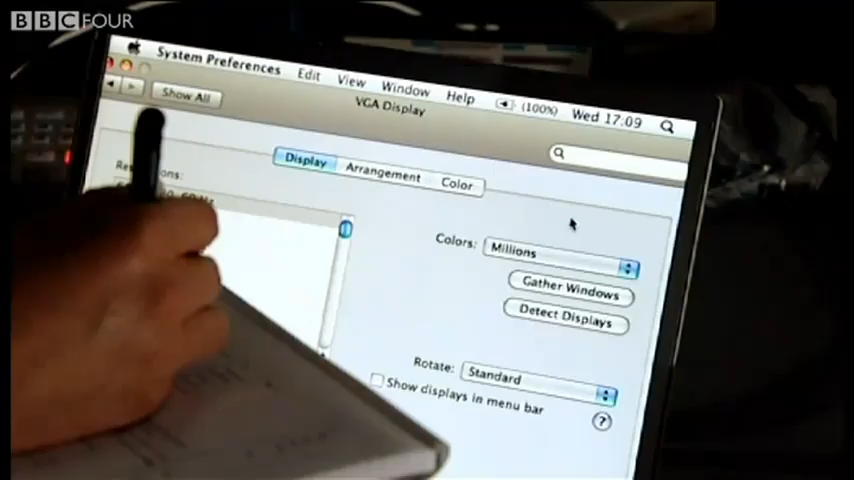 BBC FOUR
System Preferences Edit View Window Help (100%) Wed 17:09
VGA Display
Show All
Display Arrangement Color
Colors: Millions
Gather Windows
Detect Displays
Rotate: Standard
Show displays in menu bar
?